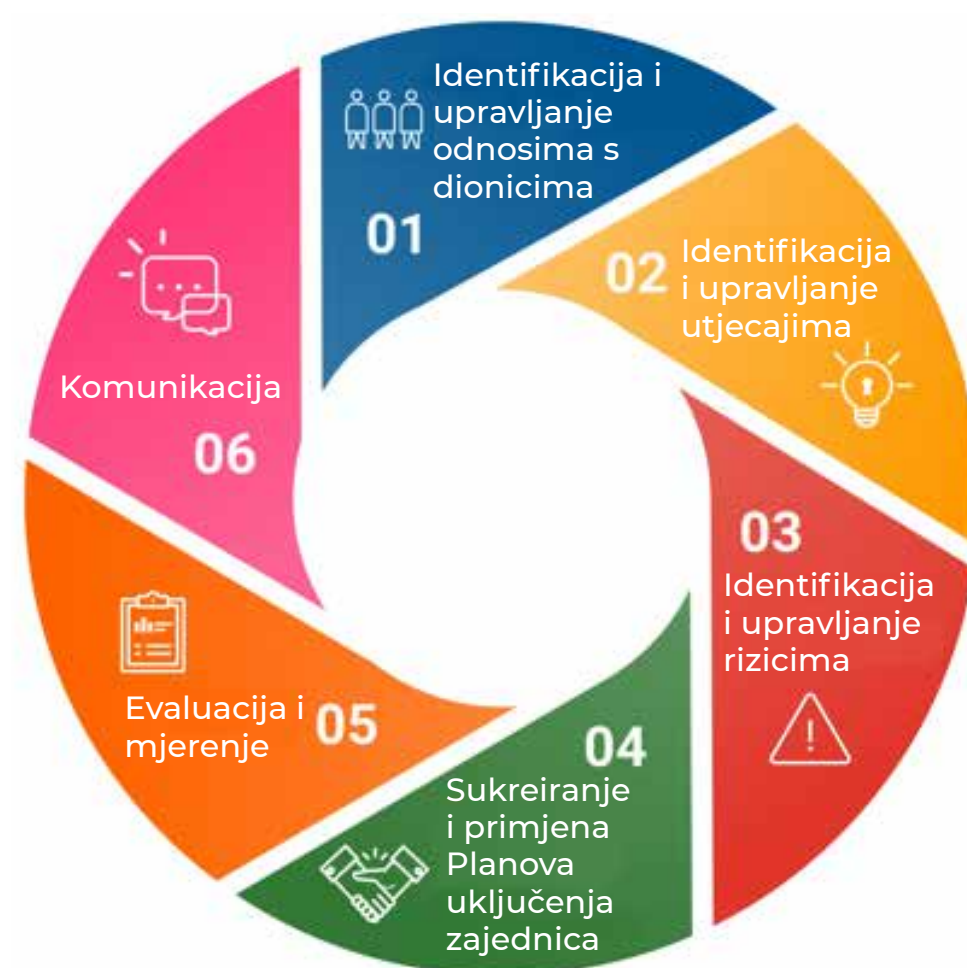 01
Identifikacija i
upravljanje
odnosima s
dionicima
02
Identifikacija
i upravljanje
utjecajima
03
Identifikacija
i upravljanje
rizicima
04
Sukreiranje
i primjena
Planova
uključenja
zajednica
05
Evaluacija i
mjerenje
06
Komunikacija